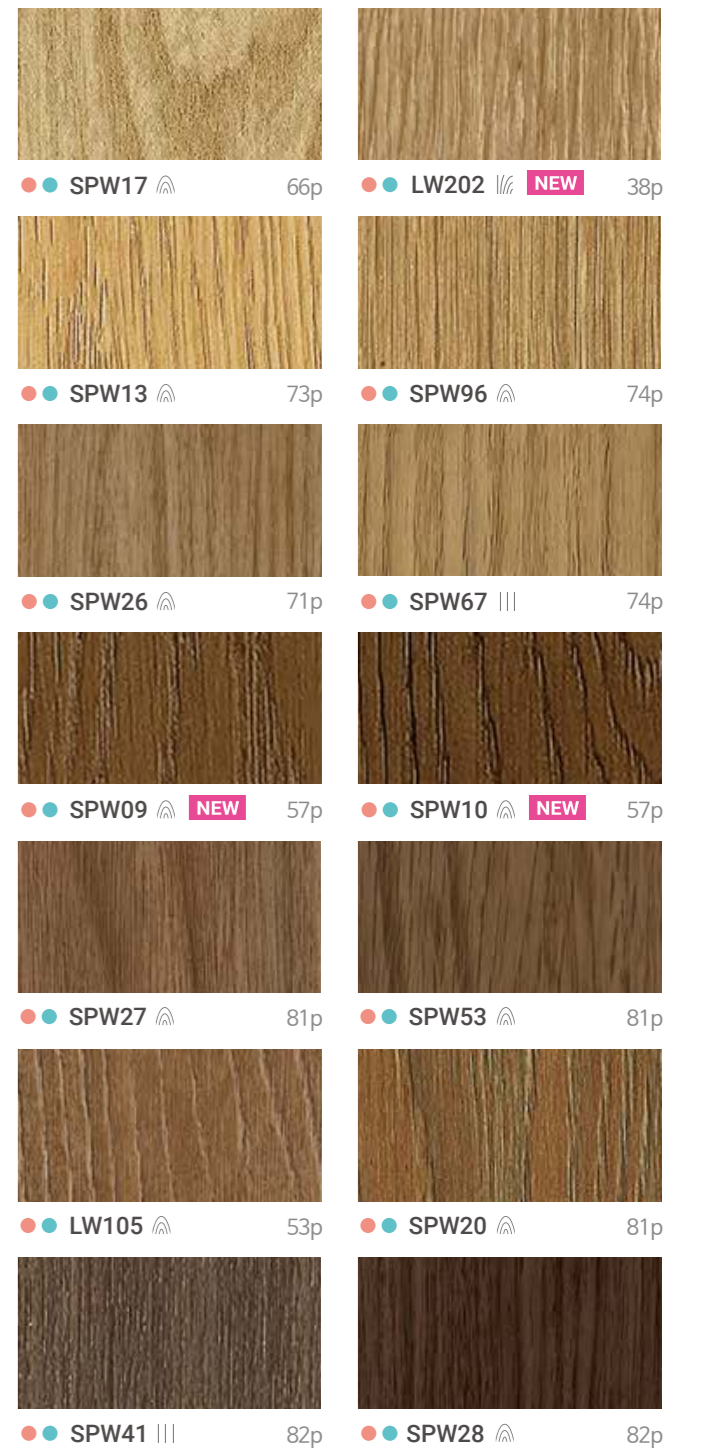 SPW17 66p
LW202 NEW 38p
SPW13 73p
SPW96 74p
SPW26 71p
SPW67 74p
SPW09 NEW 57p
SPW10 NEW 57p
SPW27 81p
SPW53 81p
LW105 53p
SPW20 81p
SPW41 82p
SPW28 82p